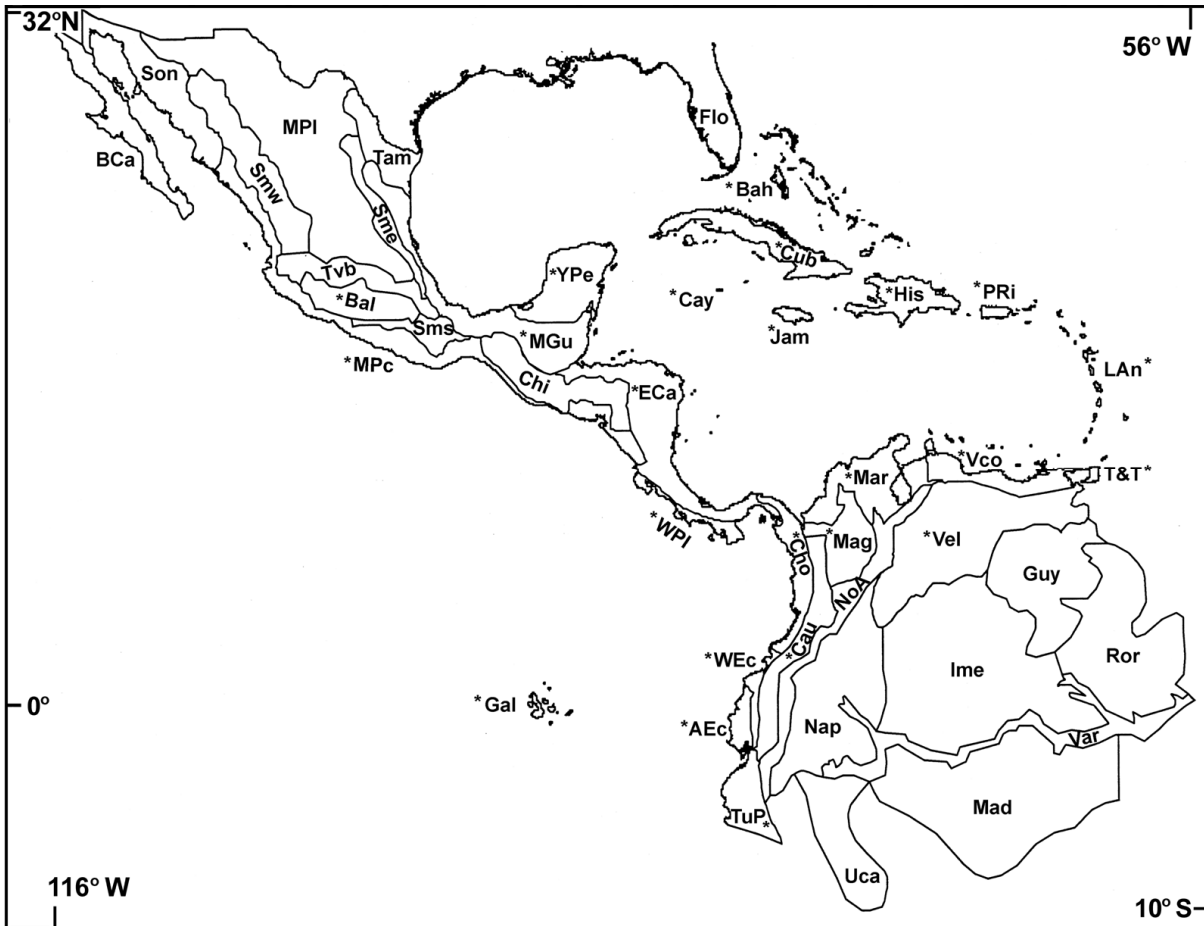 32°N
56° W
Son
MPl
Flo
BCa
Tam
Smw
*Bah
Sme
*Cub
Tvb
*YPe
*Bal
*Cay
*His
*PRi
Sms
*MGu
*Jam
*MPc
LAn*
Chi
*ECa
*Vco
*Mar
T&T*
*WPl
*Cho
*Mag
*Vel
Guy
NoA
*Cau
*WEc
Ime
Ror
0°
*Gal
*AEc
Nap
Var
Mad
TuP*
Uca
116° W
10° S